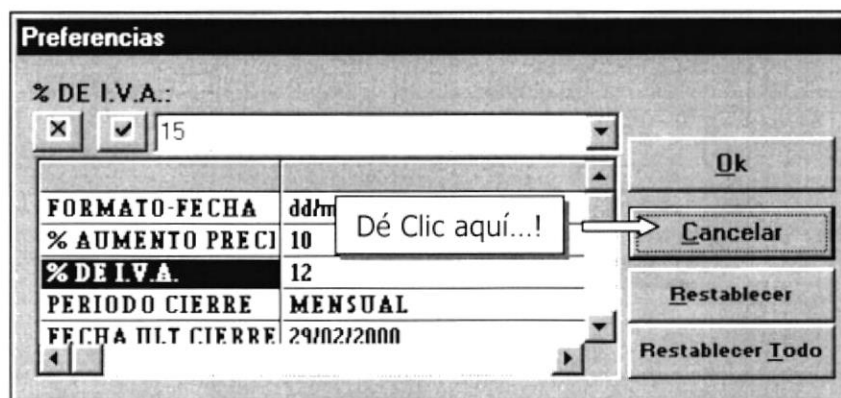 Preferencias
% DE I.V.A.:
15
Ok
FORMATO-FECHA dd/m
% AUMENTO PRECI 10
Dé Clic aquí...!
Cancelar
% DE I.V.A. 12
PERIODO CIERRE MENSUAL
Restablecer
FECHA ULT CIERRE 29/02/2000
Restablecer Todo